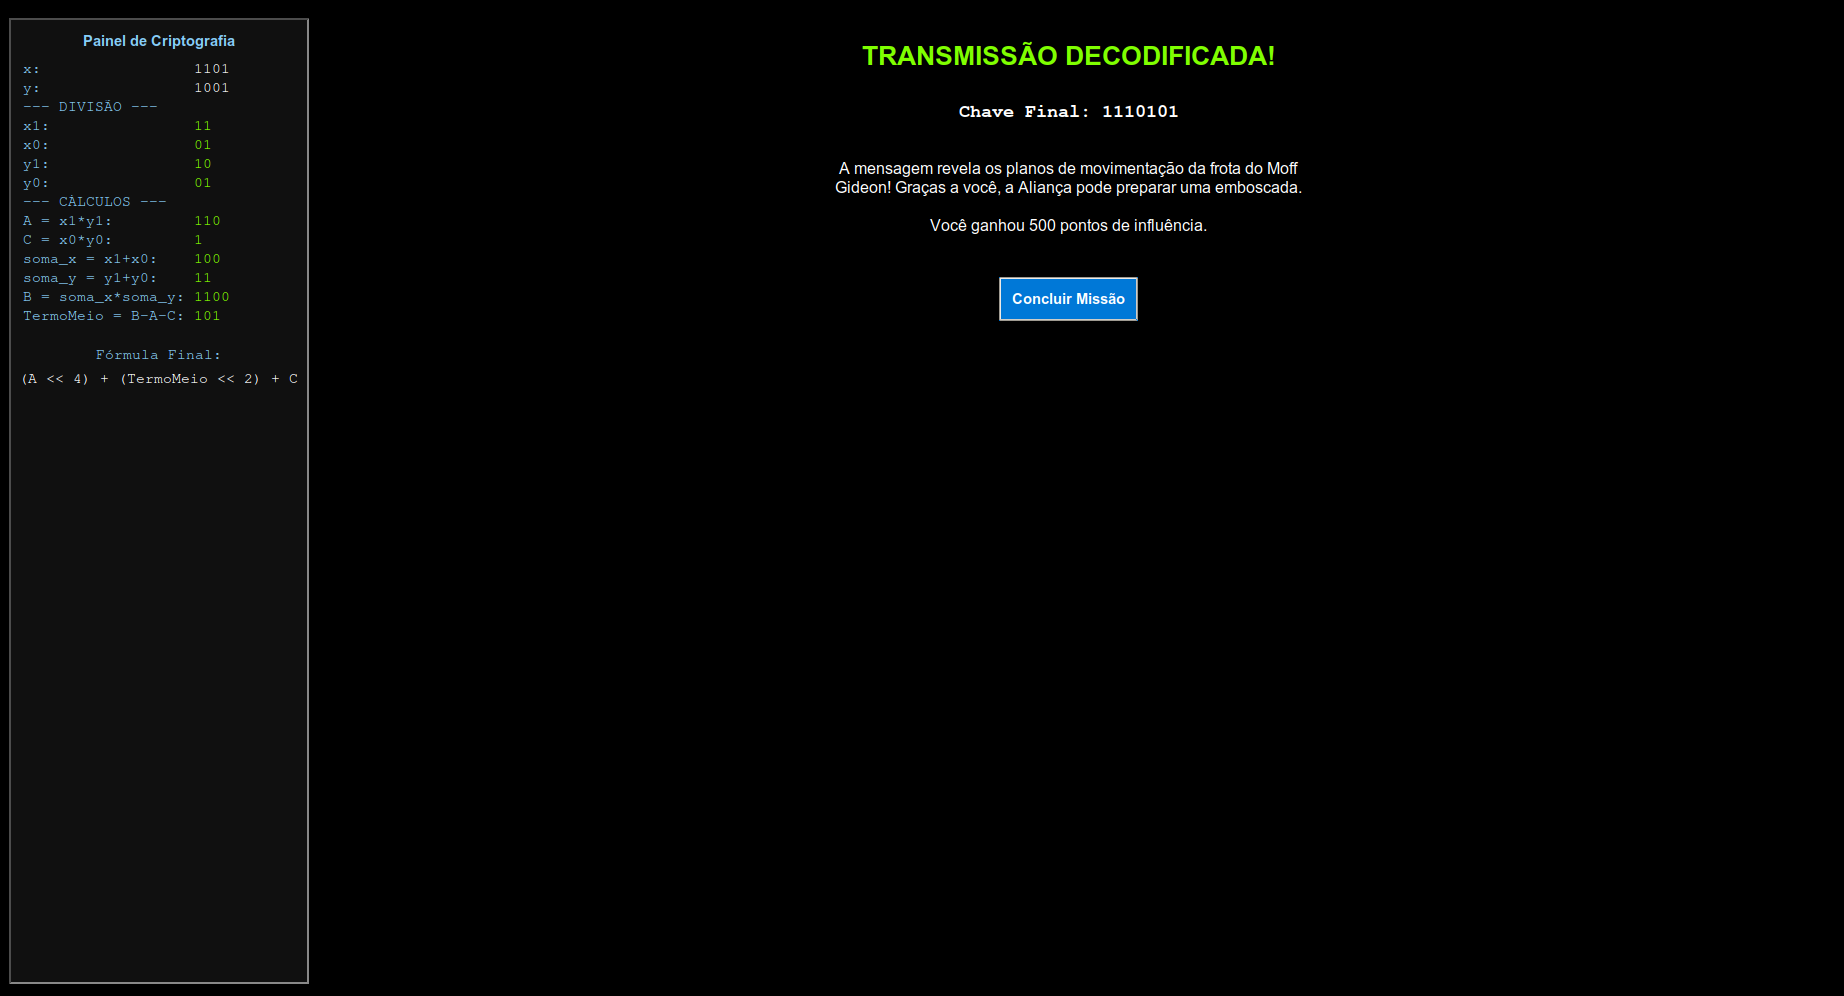 Painel de Criptografia
x: 1101
y: 1001
--- DIVISÃO ---
x1: 11
x0: 01
y1: 10
y0: 01
--- CÁLCULOS ---
A = x1*y1: 110
C = x0*y0: 1
soma_x = x1+x0: 100
soma_y = y1+y0: 11
B = soma_x*soma_y: 1100
TermoMeio = B-A-C: 101
Fórmula Final:
(A << 4) + (TermoMeio << 2) + C
TRANSMISSÃO DECODIFICADA!
Chave Final: 1110101
A mensagem revela os planos de movimentação da frota do Moff
Gideon! Graças a você, a Aliança pode preparar uma emboscada.
Você ganhou 500 pontos de influência.
Concluir Missão